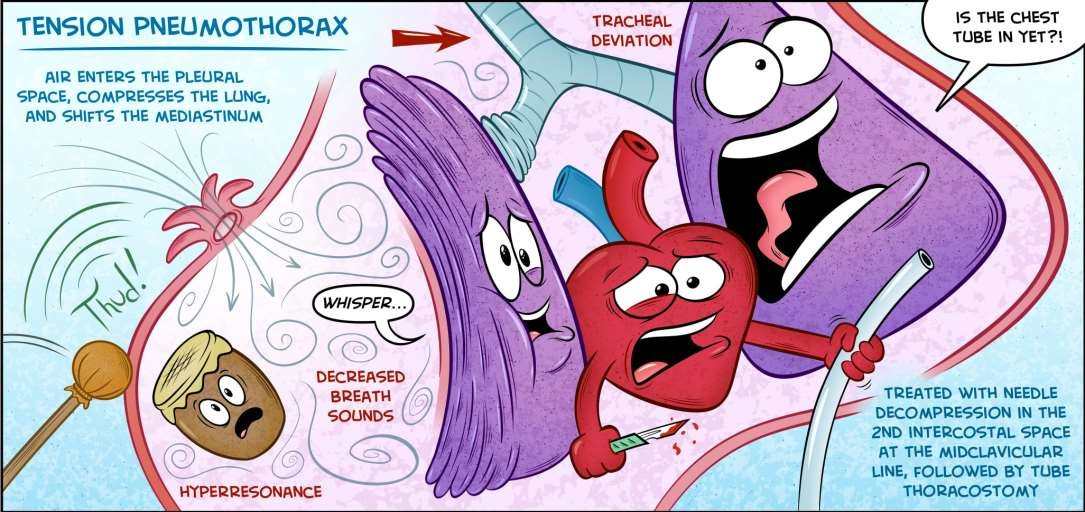 TENSION PNEUMOTHORAX
AIR ENTERS THE PLEURAL
SPACE, COMPRESSES THE LUNG,
AND SHIFTS THE MEDIASTINUM
TRACHEAL
DEVIATION
IS THE CHEST
TUBE IN YET?!
Thud!
WHISPER...
DECREASED
BREATH
SOUNDS
HYPERRESONANCE
TREATED WITH NEEDLE
DECOMPRESSION IN THE
2ND INTERCOSTAL SPACE
AT THE MIDCLAVICULAR
LINE, FOLLOWED BY TUBE
THORACOSTOMY